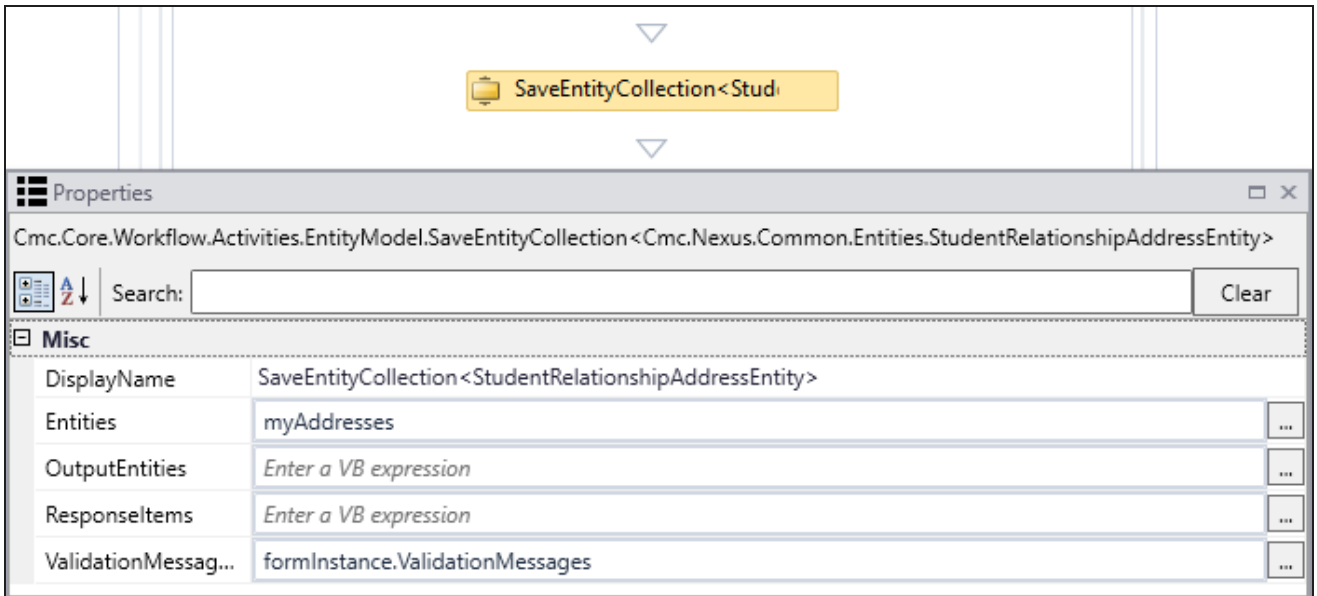 SaveEntityCollection<Stud
Properties
Cmc.Core.Workflow.Activities.EntityModel.SaveEntityCollection<Cmc.Nexus.Common.Entities.StudentRelationshipAddressEntity>
Search: Clear
Misc
DisplayName SaveEntityCollection<StudentRelationshipAddressEntity>
Entities myAddresses ...
OutputEntities Enter a VB expression ...
ResponseItems Enter a VB expression ...
ValidationMessag... formInstance.ValidationMessages ...